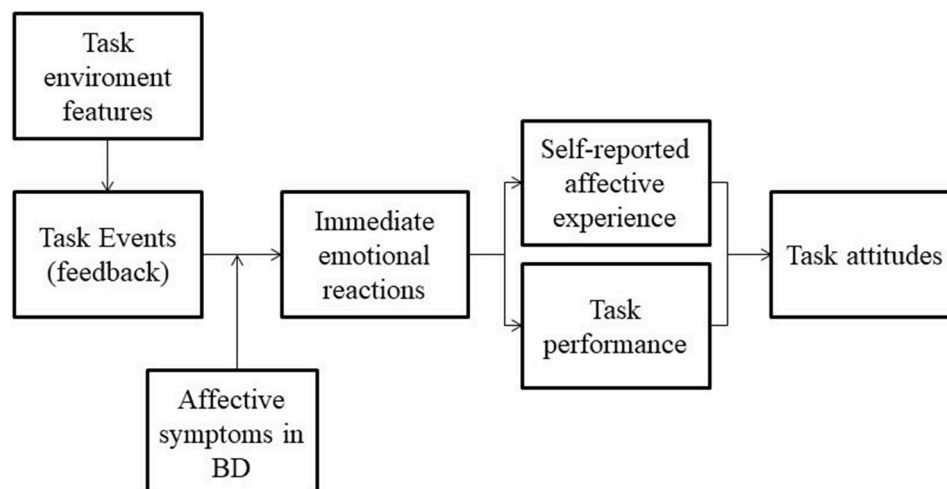 Task
enviroment
features
Task Events
(feedback)
Affective
symptoms in
BD
Immediate
emotional
reactions
Self-reported
affective
experience
Task
performance
Task attitudes